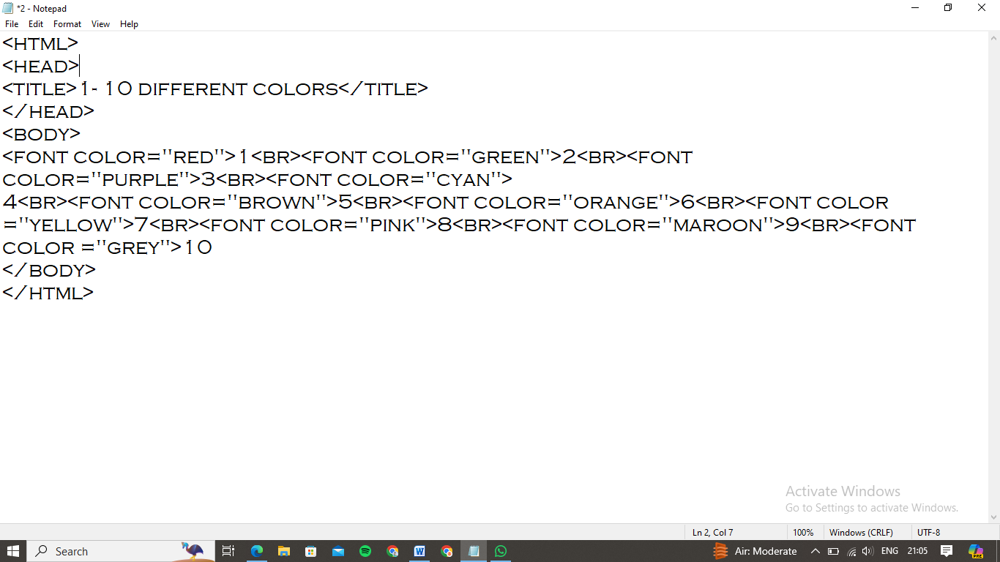 *2 - Notepad
File Edit Format View Help
<HTML>
<HEAD>
<TITLE>1- 10 DIFFERENT COLORS</TITLE>
</HEAD>
<BODY>
<FONT COLOR="RED">1<BR><FONT COLOR="GREEN">2<BR><FONT
COLOR="PURPLE">3<BR><FONT COLOR="CYAN">
4<BR><FONT COLOR="BROWN">5<BR><FONT COLOR="ORANGE">6<BR><FONT COLOR
="YELLOW">7<BR><FONT COLOR="PINK">8<BR><FONT COLOR="MAROON">9<BR><FONT
COLOR ="GREY">10
</BODY>
</HTML>
Activate Windows
Go to Settings to activate Windows.
Ln 2, Col 7 100% Windows (CRLF) UTF-8
Search Air: Moderate ENG 21:05 PRE